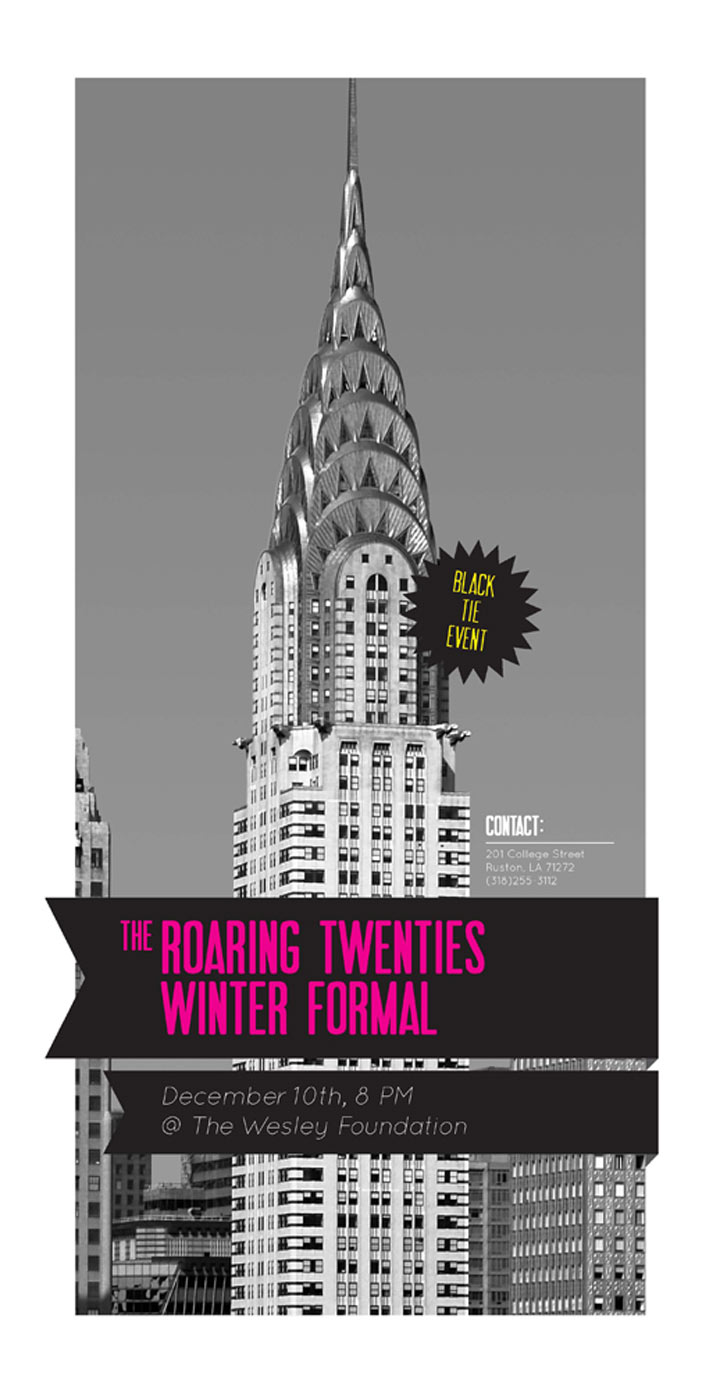 BLACK
TIE
EVENT
CONTACT:
201 College Street
Ruston, LA 71272
(318)255-3112
THE ROARING TWENTIES
WINTER FORMAL
December 10th, 8 PM
@ The Wesley Foundation